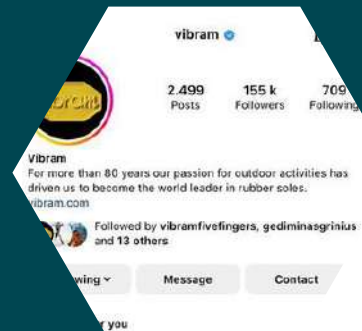 vibram
2.499 155 k 709
Posts Followers Following
Vibram
For more than 80 years our passion for outdoor activities has
driven us to become the world leader in rubber soles.
vibram.com
Followed by vibramfivefingers, gediminasgrinius
and 13 others
wing Message Contact
r you